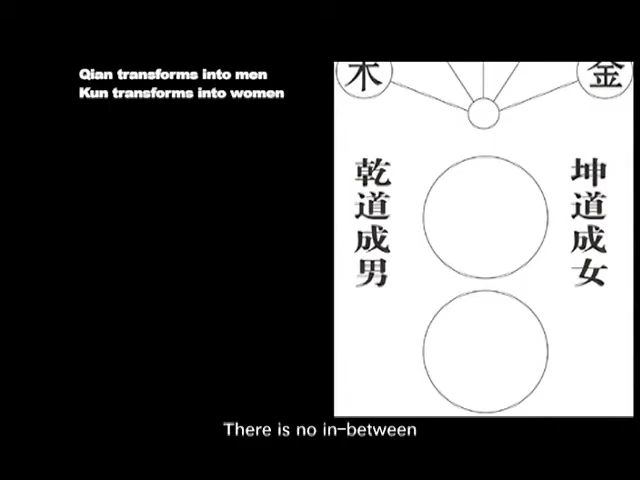 Qian transforms into men
Kun transforms into women
木
金
乾道成男
坤道成女
There is no in-between